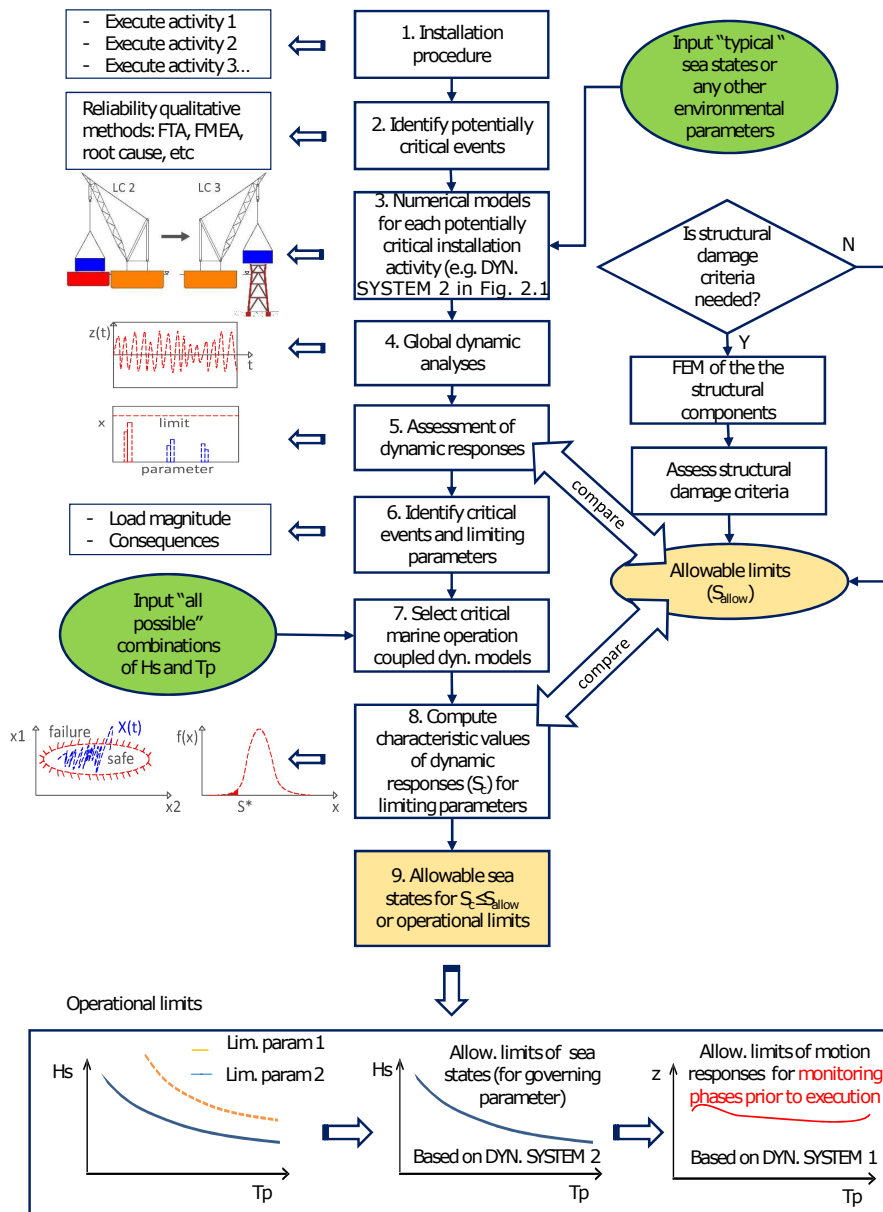 - Execute activity 1
- Execute activity 2
- Execute activity 3...
1. Installation
procedure
Input "typical"
sea states or
any other
environmental
parameters
Reliability qualitative
methods: FTA, FMEA,
root cause, etc
2. Identify potentially
critical events
LC 2
LC 3
3. Numerical models
for each potentially
critical installation
activity (e.g. DYN.
SYSTEM 2 in Fig. 2.1
Is structural
damage
criteria
needed?
N
Y
z(t)
t
4. Global dynamic
analyses
FEM of the the
structural
components
x
limit
parameter
5. Assessment of
dynamic responses
Assess structural
damage criteria
compare
- Load magnitude
- Consequences
6. Identify critical
events and limiting
parameters
Allowable limits
(Sallow)
Input "all
possible"
combinations
of Hs and Tp
7. Select critical
marine operation
coupled dyn. models
compare
x1
failure
X(t)
safe
x2
f(x)
S*
x
8. Compute
characteristic values
of dynamic
responses (Sc) for
limiting parameters
9. Allowable sea
states for Sc≤Sallow
or operational limits
Operational limits
Hs
Lim. param 1
Lim. param 2
Tp
Hs
Allow. limits of sea
states (for governing
parameter)
Based on DYN. SYSTEM 2
Tp
z
Allow. limits of motion
responses for monitoring
phases prior to execution
Based on DYN. SYSTEM 1
Tp